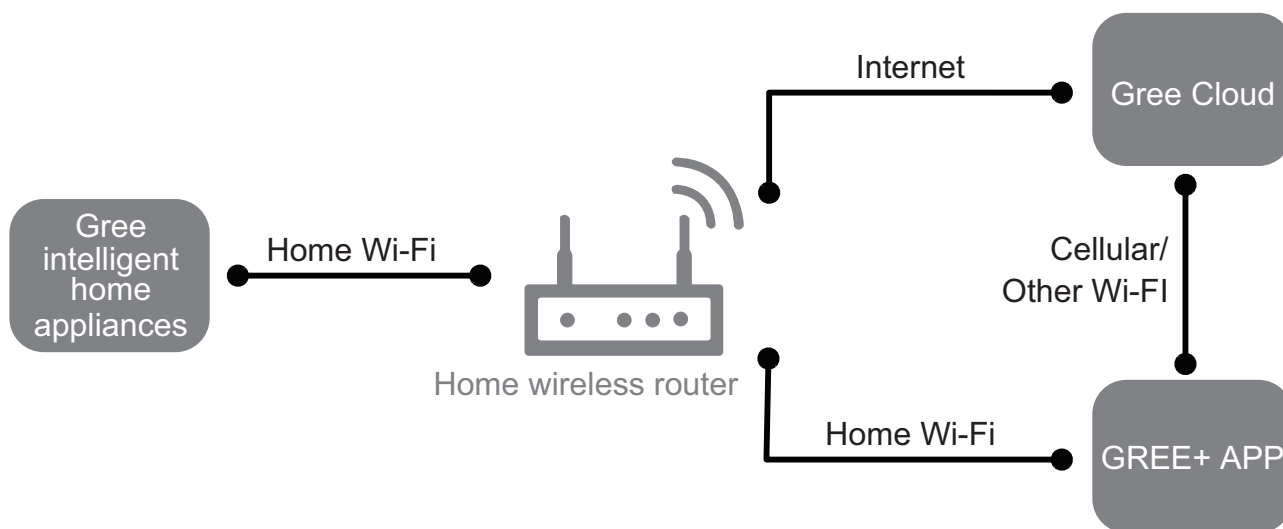 Internet
Gree Cloud
Gree
intelligent
home
appliances
Home Wi-Fi
Cellular/
Other Wi-FI
Home wireless router
Home Wi-Fi
GREE+ APP